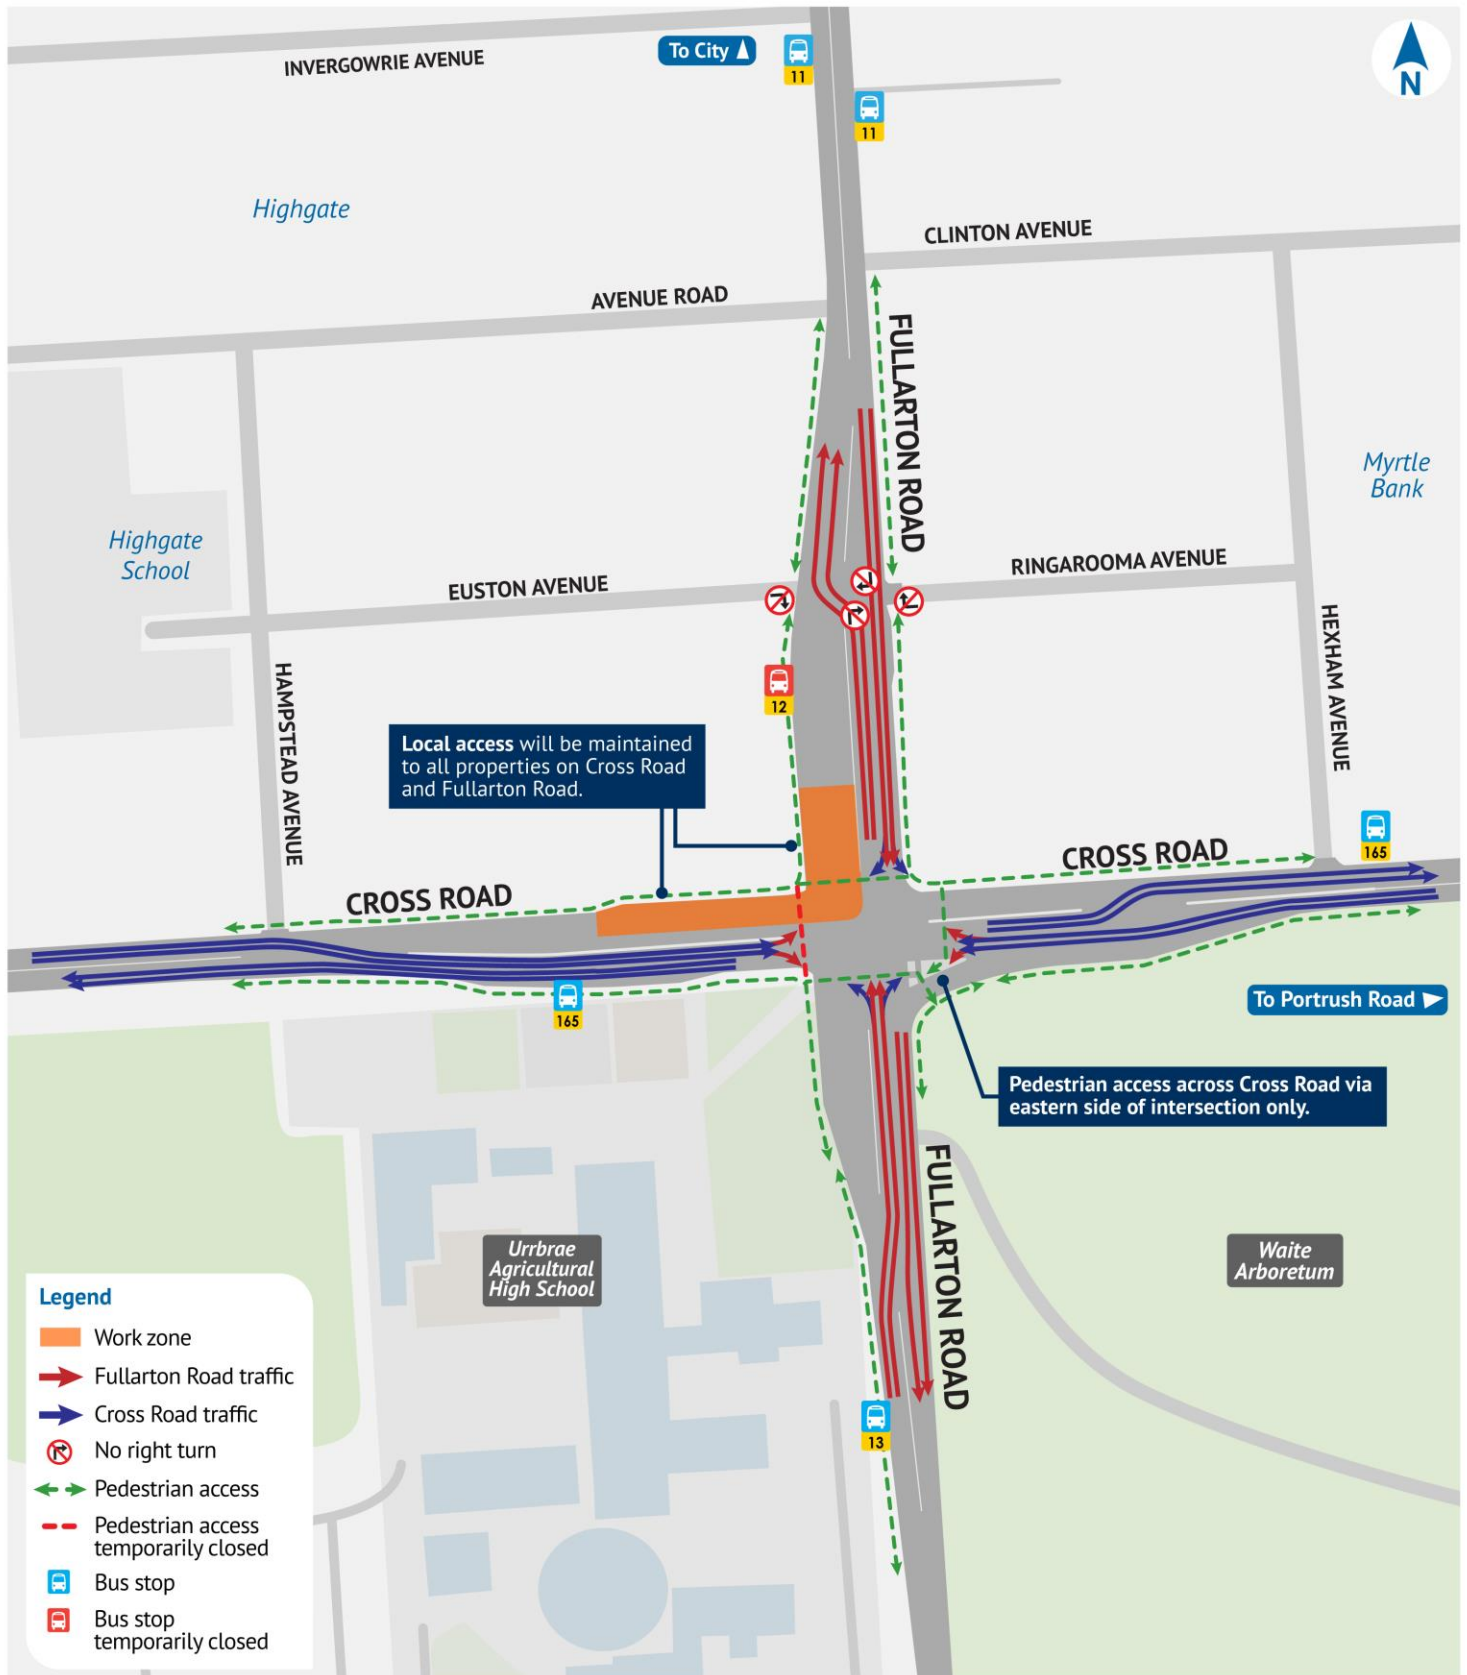 INVERGOWRIE AVENUE
To City
11
11
N
Highgate
CLINTON AVENUE
AVENUE ROAD
FULLARTON ROAD
Myrtle
Bank
Highgate
School
EUSTON AVENUE
RINGAROOMA AVENUE
HAMPSTEAD AVENUE
HEXHAM AVENUE
12
Local access will be maintained
to all properties on Cross Road
and Fullarton Road.
CROSS ROAD
165
CROSS ROAD
165
To Portrush Road
Pedestrian access across Cross Road via
eastern side of intersection only.
FULLARTON ROAD
Urrbrae
Agricultural
High School
Waite
Arboretum
13
Legend
Work zone
Fullarton Road traffic
Cross Road traffic
No right turn
Pedestrian access
Pedestrian access
temporarily closed
Bus stop
Bus stop
temporarily closed